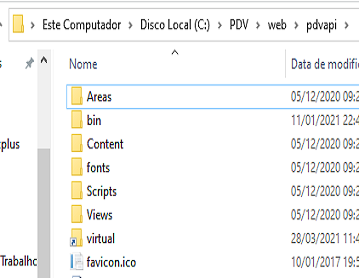 Este Computador > Disco Local (C:) > PDV > web > pdvapi >
Nome Data de modific
Areas 05/12/2020 09:2
bin 11/01/2021 22:4
Content 05/12/2020 09:2
fonts 05/12/2020 09:2
plus
Scripts 05/12/2020 09:2
Views 05/12/2020 09:2
virtual 28/03/2021 11:4
Trabalho favicon.ico 10/01/2017 19:5